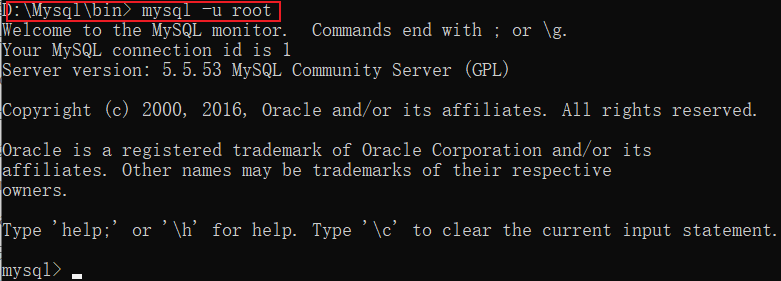 D:\Mysql\bin> mysql -u root
Welcome to the MySQL monitor.  Commands end with ; or \g.
Your MySQL connection id is 1
Server version: 5.5.53 MySQL Community Server (GPL)
Copyright (c) 2000, 2016, Oracle and/or its affiliates. All rights reserved.
Oracle is a registered trademark of Oracle Corporation and/or its
affiliates. Other names may be trademarks of their respective
owners.
Type 'help;' or '\h' for help. Type '\c' to clear the current input statement.
mysql>